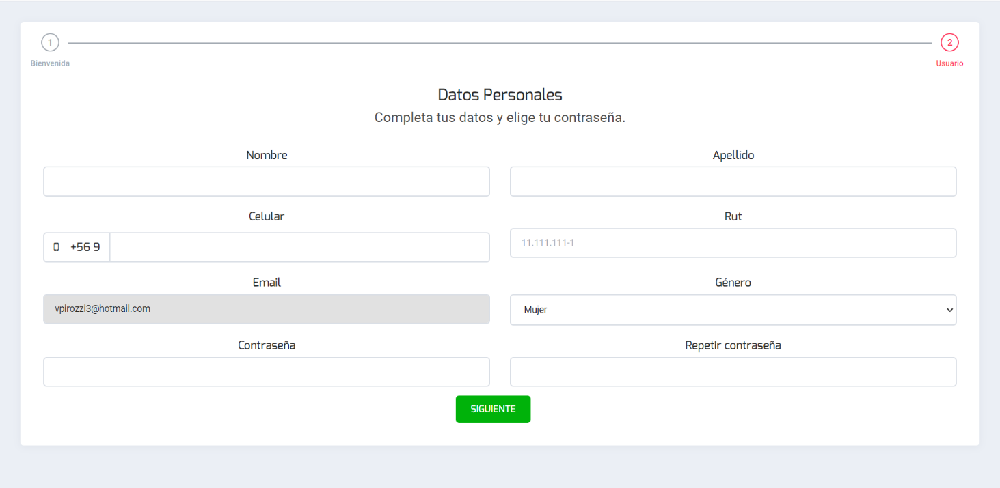 1
2
Bienvenida
Usuario
Datos Personales
Completa tus datos y elige tu contraseña.
Nombre
Apellido
Celular
Rut
+56 9
11.111.111-1
Email
Género
vpirozzi3@hotmail.com
Mujer
Contraseña
Repetir contraseña
SIGUIENTE